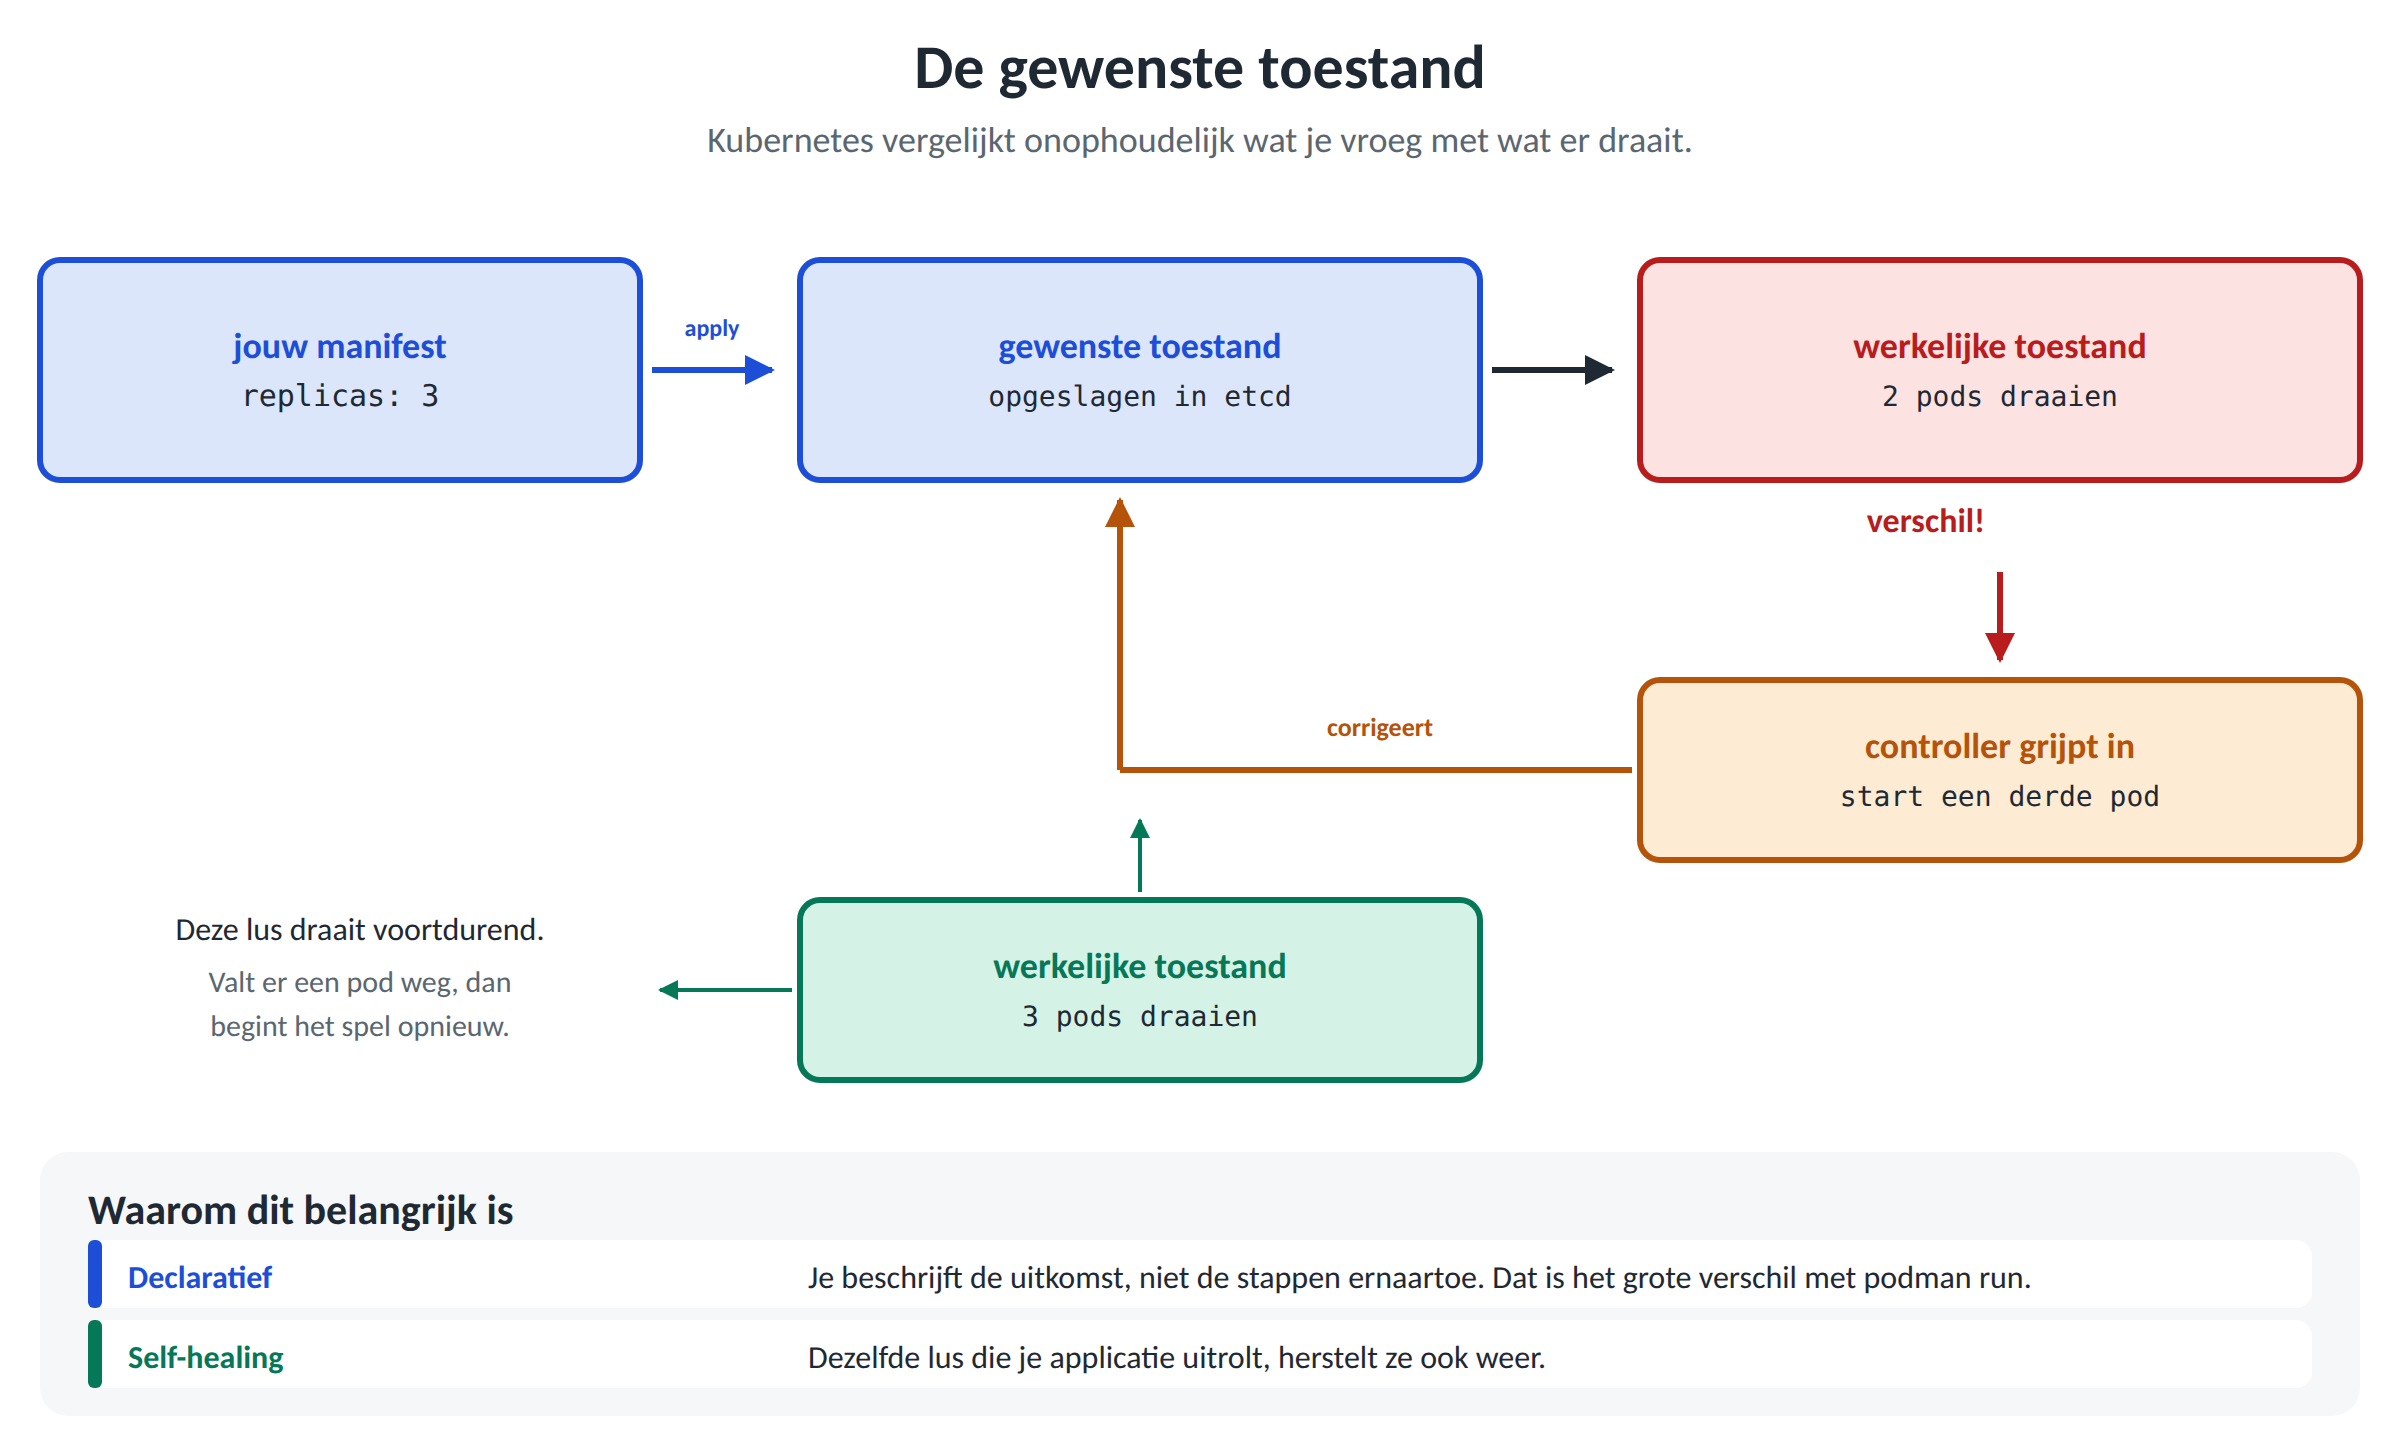 De gewenste toestand
Kubernetes vergelijkt onophoudelijk wat je vroeg met wat er draait.
jouw manifest
replicas: 3
apply
gewenste toestand
opgeslagen in etcd
werkelijke toestand
2 pods draaien
verschil!
corrigeert
controller grijpt in
start een derde pod
Deze lus draait voortdurend.
Valt er een pod weg, dan
begint het spel opnieuw.
werkelijke toestand
3 pods draaien
Waarom dit belangrijk is
Declaratief
Je beschrijft de uitkomst, niet de stappen ernaartoe. Dat is het grote verschil met podman run.
Self-healing
Dezelfde lus die je applicatie uitrolt, herstelt ze ook weer.